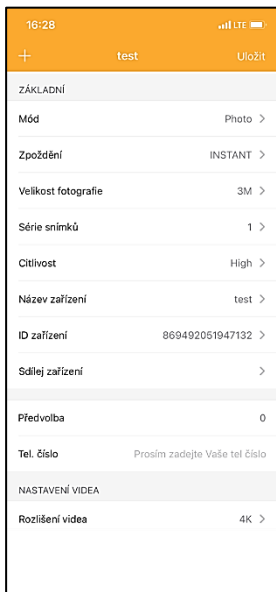 16:28 LTE
+ test Uložit
ZÁKLADNÍ
Mód Photo >
Zpoždění INSTANT >
Velikost fotografie 3M >
Série snímků 1 >
Citlivost High >
Název zařízení test >
ID zařízení 869492051947132 >
Sdílej zařízení >
Předvolba 0
Tel. číslo Prosím zadejte Vaše tel číslo
NASTAVENÍ VIDEA
Rozlišení videa 4K >